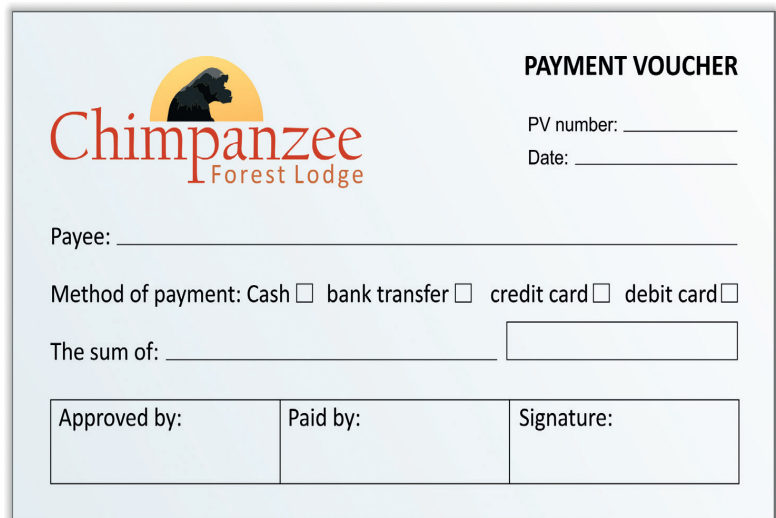 PAYMENT VOUCHER
Chimpanzee
Forest Lodge
PV number:
Date:
Payee:
Method of payment: Cash ☐ bank transfer ☐ credit card ☐ debit card ☐
The sum of:
Approved by: Paid by: Signature: